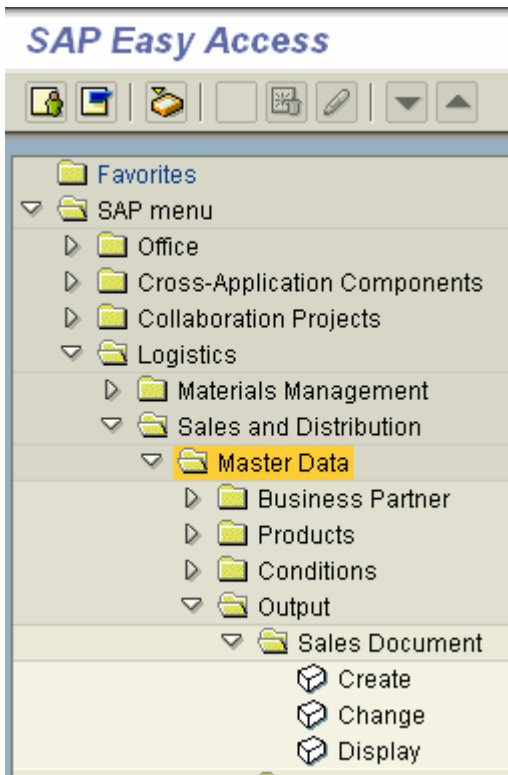 SAP Easy Access
Favorites
SAP menu
Office
Cross-Application Components
Collaboration Projects
Logistics
Materials Management
Sales and Distribution
Master Data
Business Partner
Products
Conditions
Output
Sales Document
Create
Change
Display